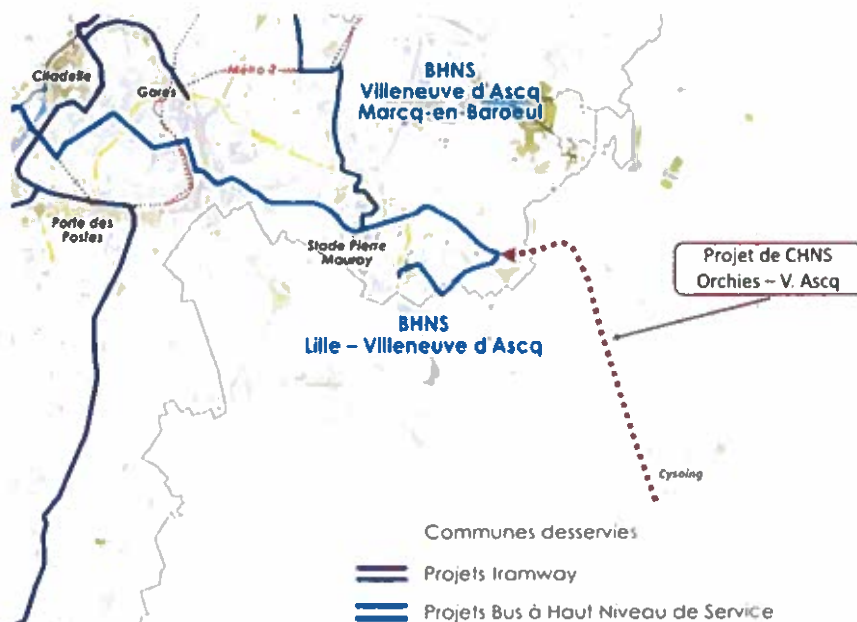 Citadelle
Gares
Métro 2
BHNS
Villeneuve d'Ascq
Marcq-en-Baroeul
Porte des
Postes
Stade Pierre
Mauroy
Projet de CHNS
Orchies – V. Ascq
BHNS
Lille – Villeneuve d'Ascq
Cysoing
Communes desservies
Projets tramway
Projets Bus à Haut Niveau de Service